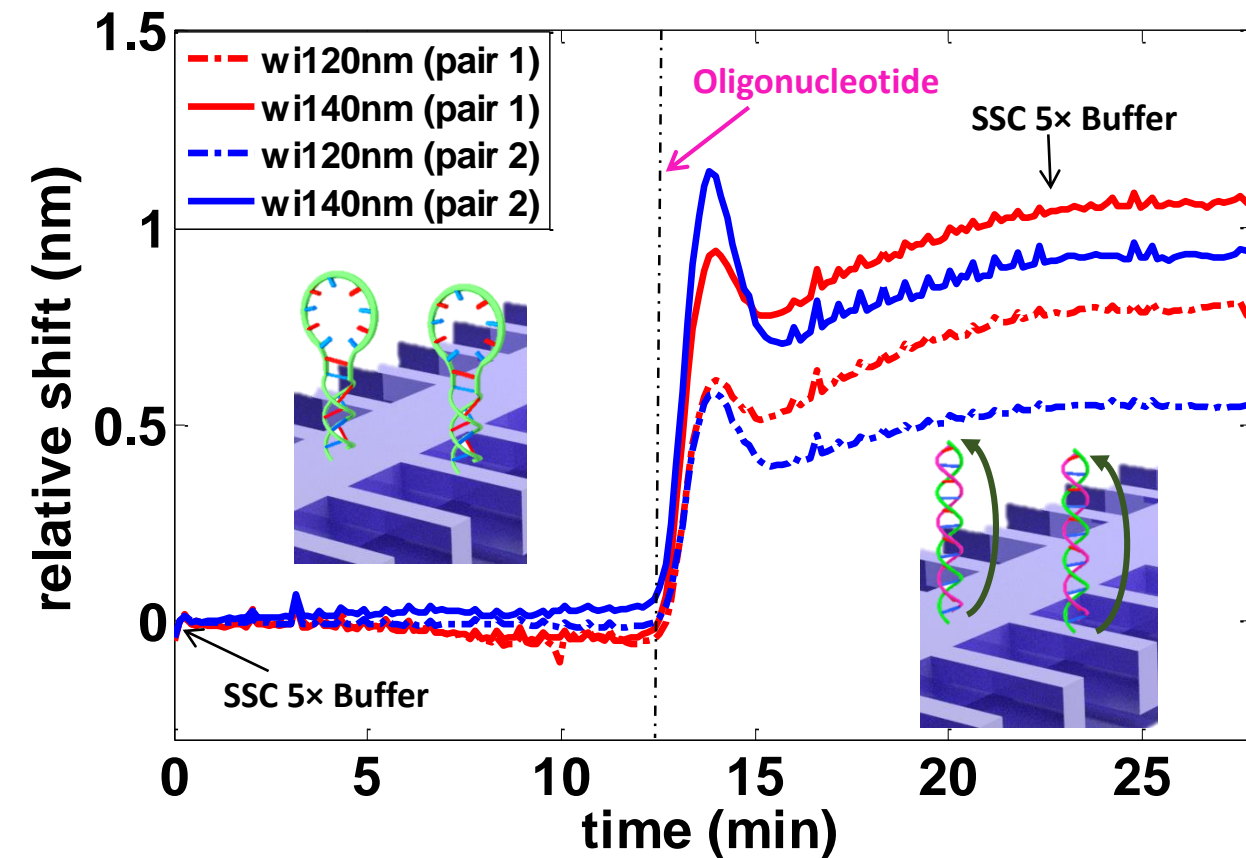 1.5
wi120nm (pair 1)
wi140nm (pair 1)
wi120nm (pair 2)
wi140nm (pair 2)
Oligonucleotide
SSC 5× Buffer
1
0.5
0
relative shift (nm)
SSC 5× Buffer
0
5
10
15
20
25
time (min)